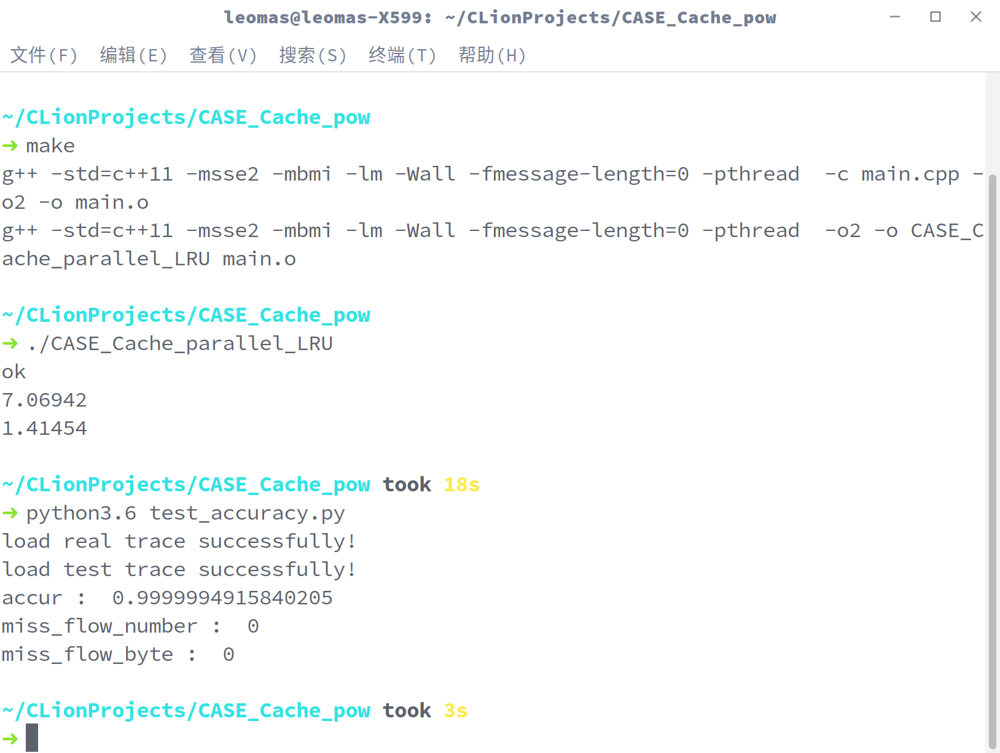 leomas@leomas-X599: ~/CLionProjects/CASE_Cache_pow
文件(F) 编辑(E) 查看(V) 搜索(S) 终端(T) 帮助(H)
~/CLionProjects/CASE_Cache_pow
➜ make
g++ -std=c++11 -msse2 -mbmi -lm -Wall -fmessage-length=0 -pthread  -c main.cpp -
o2 -o main.o
g++ -std=c++11 -msse2 -mbmi -lm -Wall -fmessage-length=0 -pthread  -o2 -o CASE_C
ache_parallel_LRU main.o
~/CLionProjects/CASE_Cache_pow
➜ ./CASE_Cache_parallel_LRU
ok
7.06942
1.41454
~/CLionProjects/CASE_Cache_pow took 18s
➜ python3.6 test_accuracy.py
load real trace successfully!
load test trace successfully!
accur :  0.9999994915840205
miss_flow_number :  0
miss_flow_byte :  0
~/CLionProjects/CASE_Cache_pow took 3s
➜